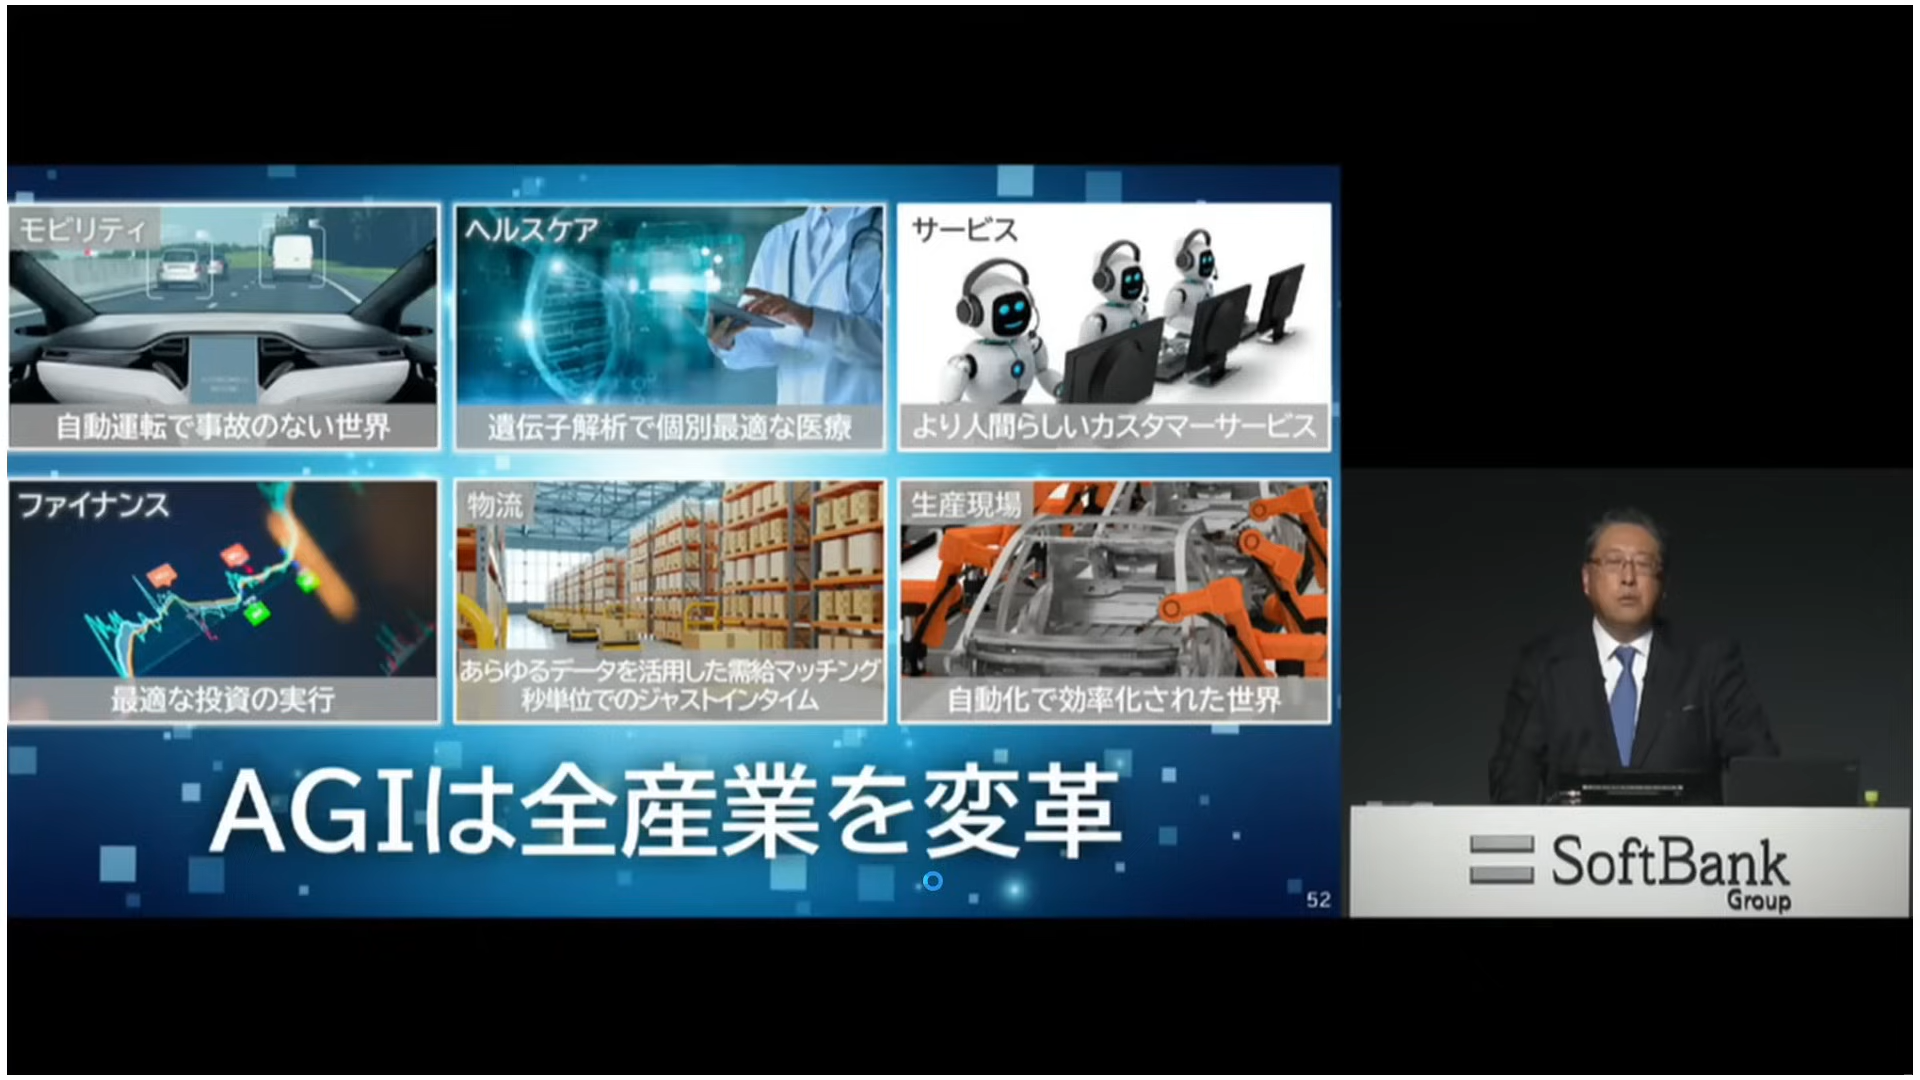 モビリティ
自動運転で事故のない世界
ヘルスケア
遺伝子解析で個別最適な医療
サービス
より人間らしいカスタマーサービス
ファイナンス
最適な投資の実行
物流
あらゆるデータを活用した需給マッチング
秒単位でのジャストインタイム
生産現場
自動化で効率化された世界
AGIは全産業を変革
52
SoftBank
Group